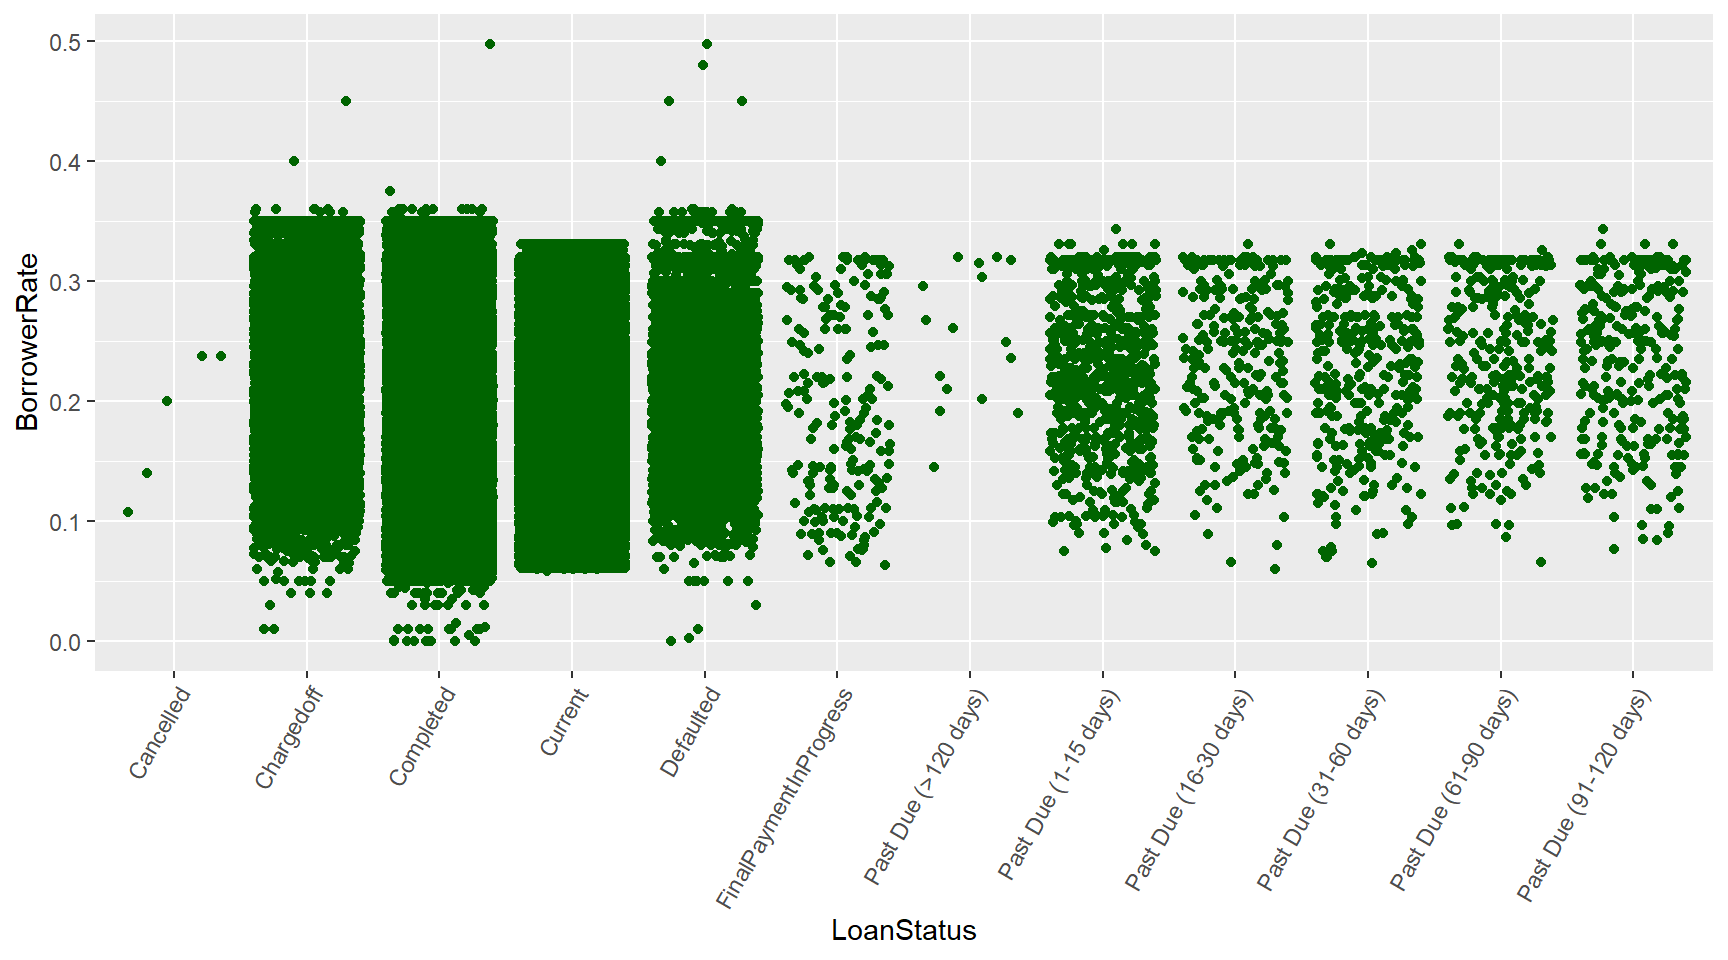 0.5
0.4
0.3
0.2
0.1
0.0
BorrowerRate
Cancelled
Chargedoff
Completed
Current
Defaulted
FinalPaymentInProgress
Past Due (>120 days)
Past Due (1-15 days)
Past Due (16-30 days)
Past Due (31-60 days)
Past Due (61-90 days)
Past Due (91-120 days)
LoanStatus